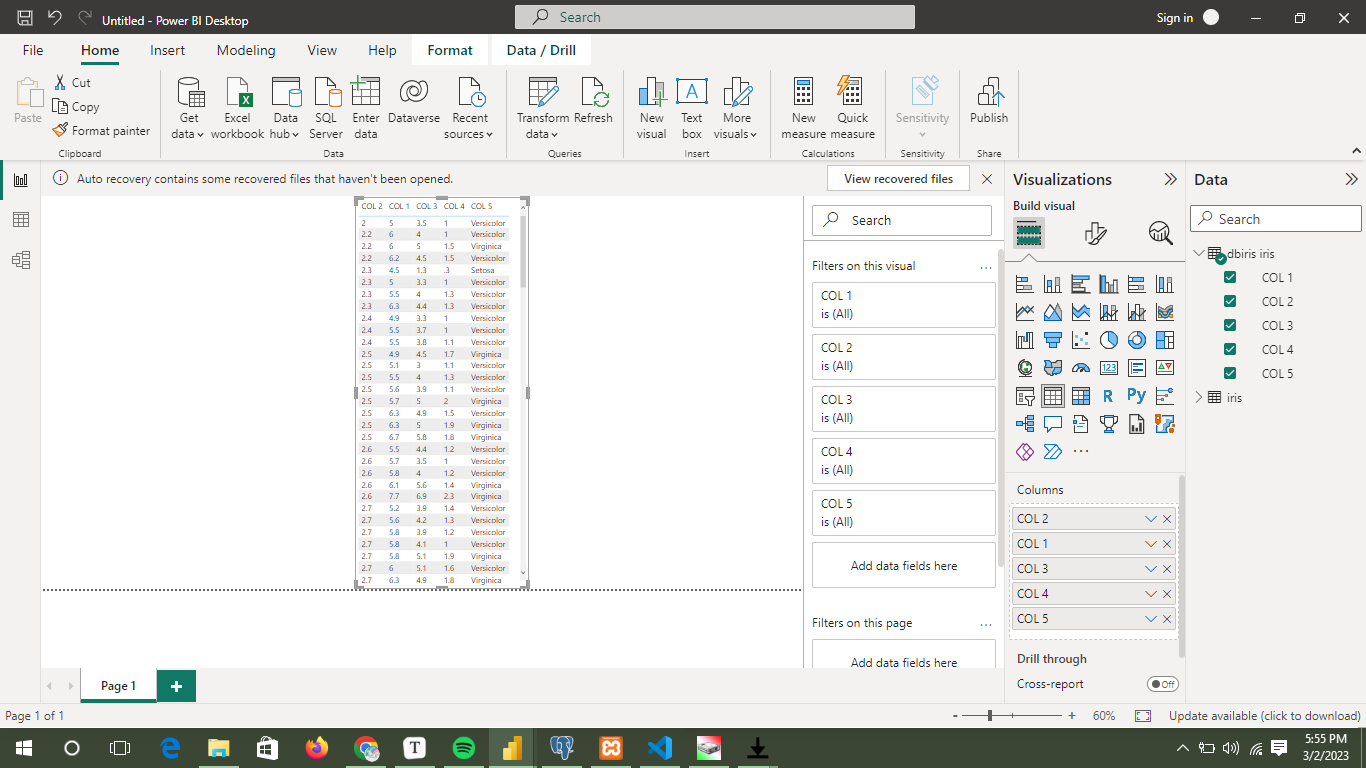 Untitled - Power BI Desktop
Search
Sign in
File
Home
Insert
Modeling
View
Help
Format
Data / Drill
Paste
Cut
Copy
Format painter
Clipboard
Get
data
Excel
workbook
Data
hub
SQL
Server
Enter
data
Dataverse
Recent
sources
Data
Transform
data
Refresh
Queries
New
visual
Text
box
More
visuals
Insert
New
measure
Quick
measure
Calculations
Sensitivity
Sensitivity
Publish
Share
Auto recovery contains some recovered files that haven't been opened.
View recovered files
COL 2 COL 1 COL 3 COL 4 COL 5
2 5 3.5 1 Versicolor
2.2 6 4 1 Versicolor
2.2 6 5 1.5 Virginica
2.2 6.2 4.5 1.5 Versicolor
2.3 4.5 1.3 .3 Setosa
2.3 5 3.3 1 Versicolor
2.3 5.5 4 1.3 Versicolor
2.3 6.3 4.4 1.3 Versicolor
2.4 4.9 3.3 1 Versicolor
2.4 5.5 3.7 1 Versicolor
2.4 5.5 3.8 1.1 Versicolor
2.5 4.9 4.5 1.7 Virginica
2.5 5.1 3 1.1 Versicolor
2.5 5.5 4 1.3 Versicolor
2.5 5.6 3.9 1.1 Versicolor
2.5 5.7 5 2 Virginica
2.5 6.3 4.9 1.5 Versicolor
2.5 6.3 5 1.9 Virginica
2.5 6.7 5.8 1.8 Virginica
2.6 5.5 4.4 1.2 Versicolor
2.6 5.7 3.5 1 Versicolor
2.6 5.8 4 1.2 Versicolor
2.6 6.1 5.6 1.4 Virginica
2.6 7.7 6.9 2.3 Virginica
2.7 5.2 3.9 1.4 Versicolor
2.7 5.6 4.2 1.3 Versicolor
2.7 5.8 3.9 1.2 Versicolor
2.7 5.8 4.1 1 Versicolor
2.7 5.8 5.1 1.9 Virginica
2.7 6 5.1 1.6 Versicolor
2.7 6.3 4.9 1.8 Virginica
Search
Filters on this visual
COL 1
is (All)
COL 2
is (All)
COL 3
is (All)
COL 4
is (All)
COL 5
is (All)
Add data fields here
Filters on this page
Add data fields here
Visualizations
Build visual
123
R
Py
Columns
COL 2
COL 1
COL 3
COL 4
COL 5
Drill through
Cross-report
Off
Data
Search
dbiris iris
COL 1
COL 2
COL 3
COL 4
COL 5
iris
Page 1
Page 1 of 1
60%
Update available (click to download)
5:55 PM
3/2/2023